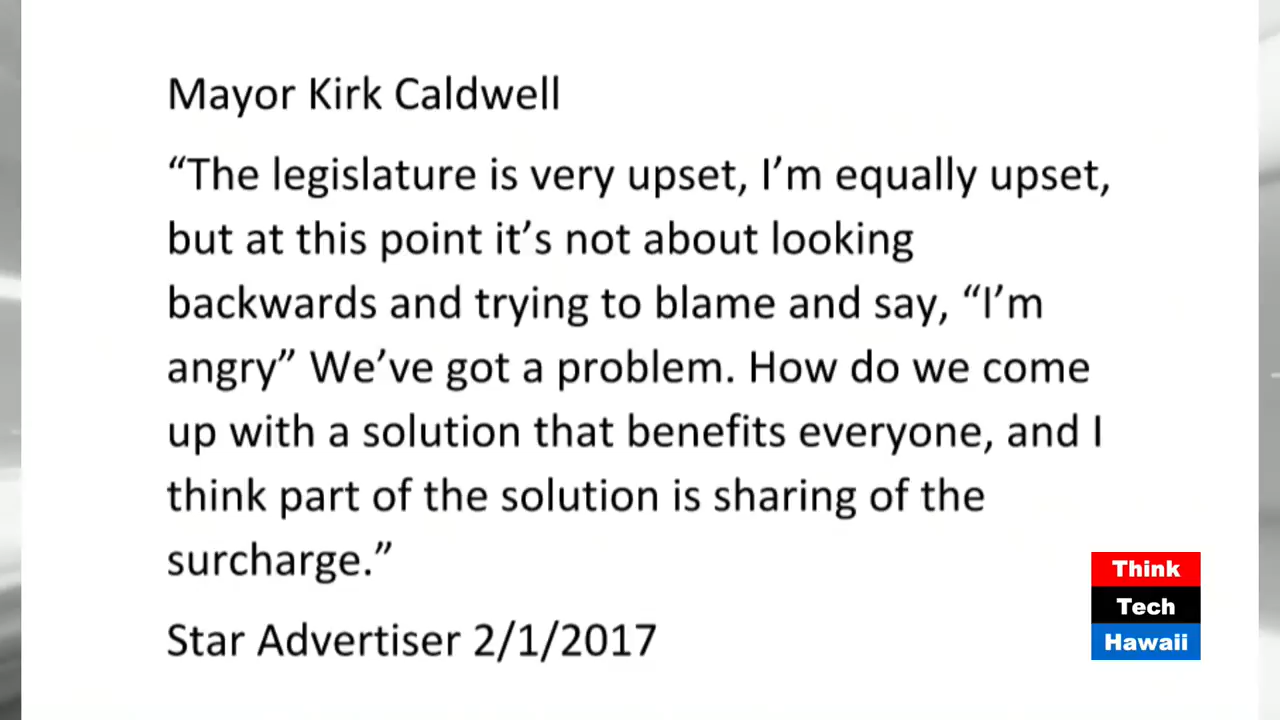 Mayor Kirk Caldwell
“The legislature is very upset, I’m equally upset,
but at this point it’s not about looking
backwards and trying to blame and say, “I’m
angry” We’ve got a problem. How do we come
up with a solution that benefits everyone, and I
think part of the solution is sharing of the
surcharge.”
Star Advertiser 2/1/2017
Think
Tech
Hawaii